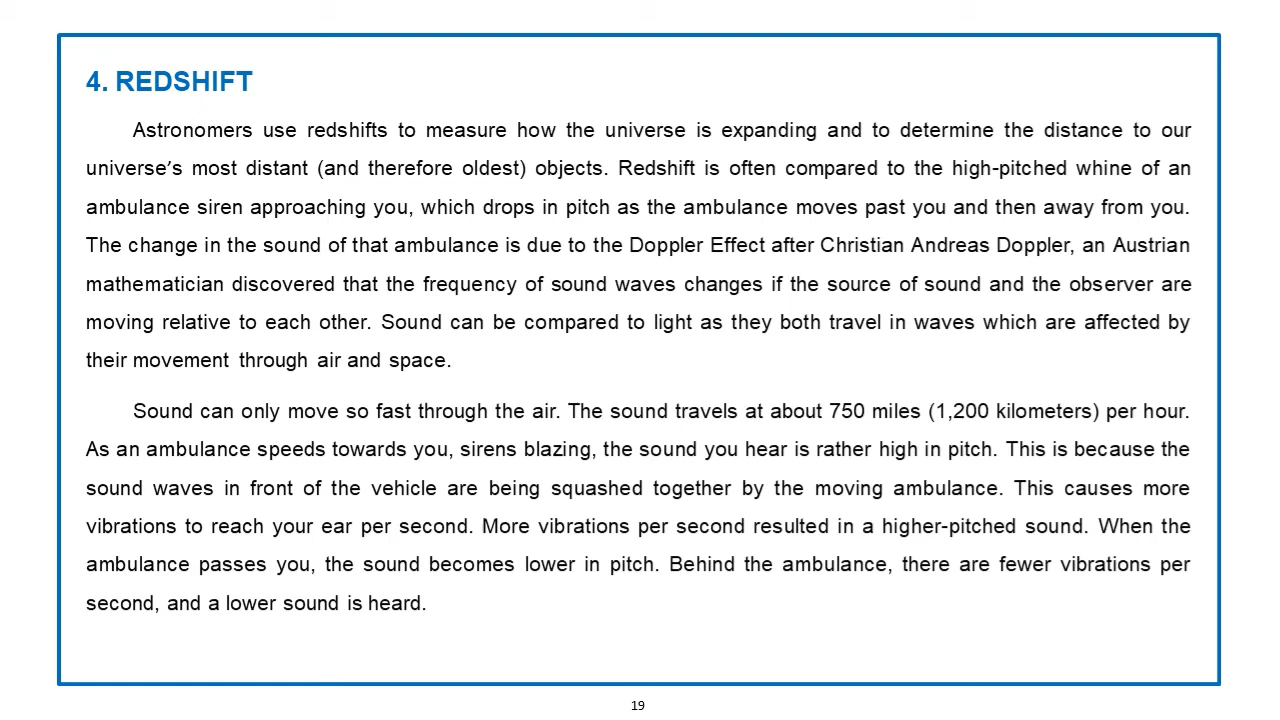 4. REDSHIFT
Astronomers use redshifts to measure how the universe is expanding and to determine the distance to our
universe’s most distant (and therefore oldest) objects. Redshift is often compared to the high-pitched whine of an
ambulance siren approaching you, which drops in pitch as the ambulance moves past you and then away from you.
The change in the sound of that ambulance is due to the Doppler Effect after Christian Andreas Doppler, an Austrian
mathematician discovered that the frequency of sound waves changes if the source of sound and the observer are
moving relative to each other. Sound can be compared to light as they both travel in waves which are affected by
their movement through air and space.
Sound can only move so fast through the air. The sound travels at about 750 miles (1,200 kilometers) per hour.
As an ambulance speeds towards you, sirens blazing, the sound you hear is rather high in pitch. This is because the
sound waves in front of the vehicle are being squashed together by the moving ambulance. This causes more
vibrations to reach your ear per second. More vibrations per second resulted in a higher-pitched sound. When the
ambulance passes you, the sound becomes lower in pitch. Behind the ambulance, there are fewer vibrations per
second, and a lower sound is heard.
19